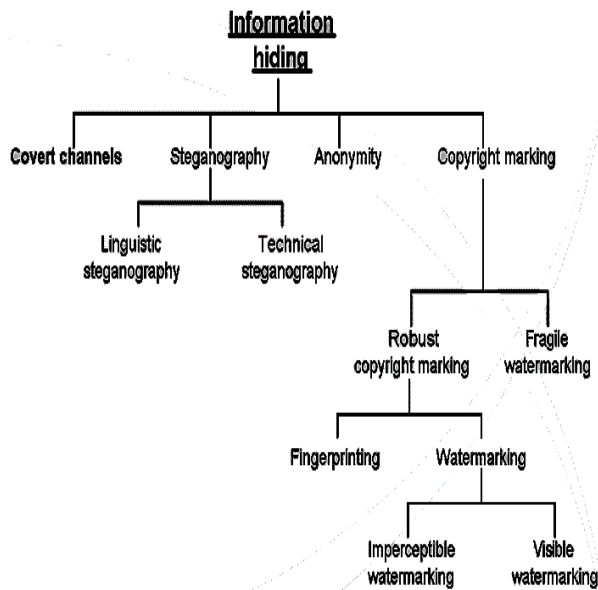 Information
hiding
Covert channels
Steganography
Anonymity
Copyright marking
Linguistic
steganography
Technical
steganography
Robust
copyright marking
Fragile
watermarking
Fingerprinting
Watermarking
Imperceptible
watermarking
Visible
watermarking